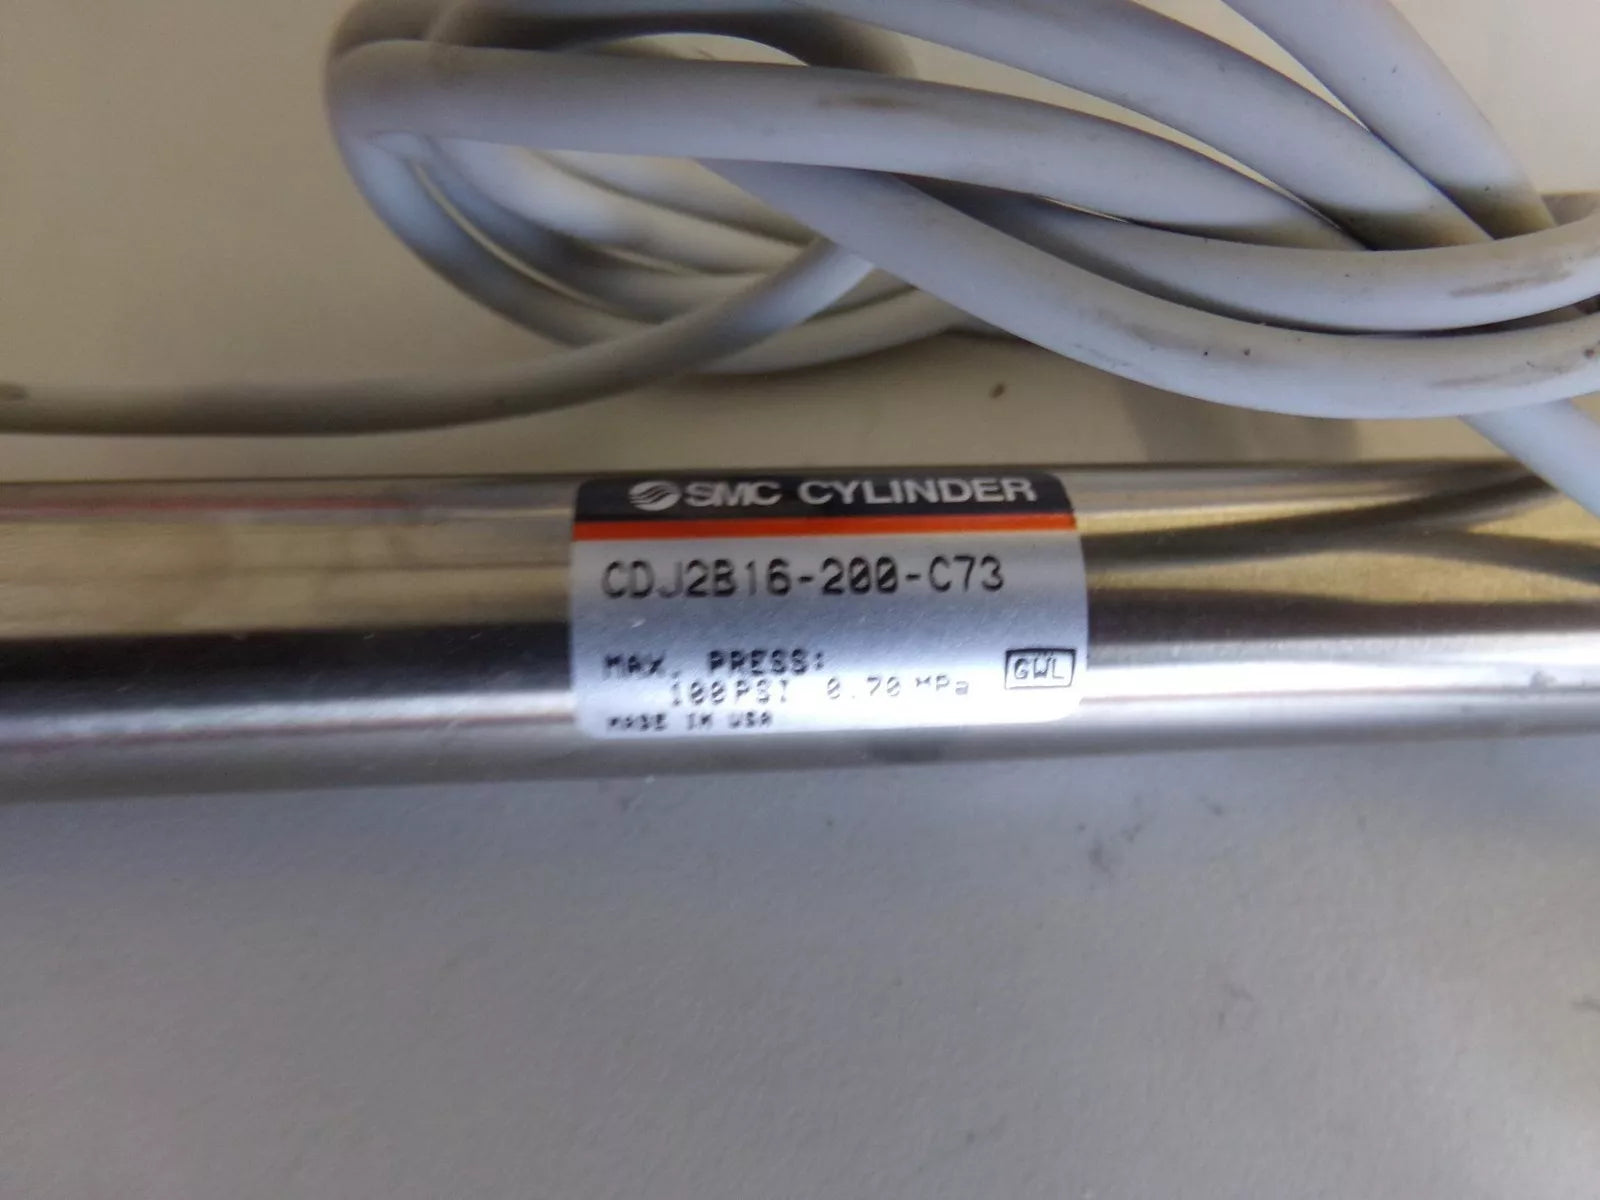 SMC CYLINDER
CDJ2B16-200-C73
MAX. PRESS:
100PSI 0.70 MPa
GWL
MADE IN USA